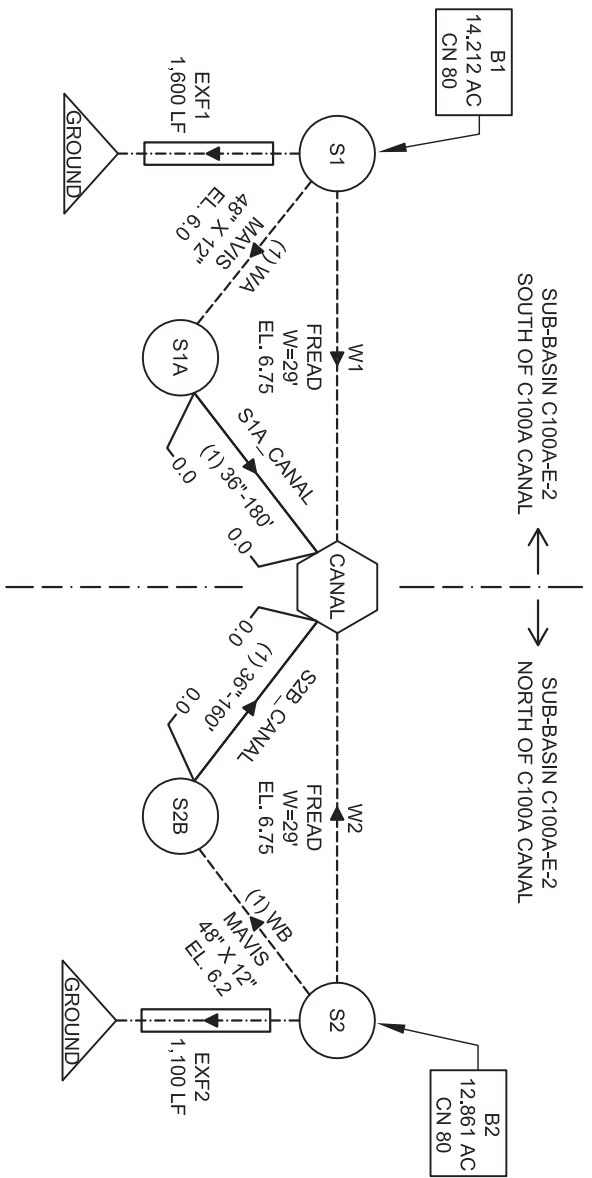 SUB-BASIN C100A-E-2
SOUTH OF C100A CANAL
SUB-BASIN C100A-E-2
NORTH OF C100A CANAL
B1
14.212 AC
CN 80
B2
12.861 AC
CN 80
S1
W1
FREAD
W=29'
EL. 6.75
CANAL
W2
FREAD
W=29'
EL. 6.75
S2
EXF1
1,600 LF
GROUND
(1) WA
MAVIS
48" X 12"
EL. 6.0
S1A
S1A_CANAL
(1) 36"-180'
0.0
0.0
S2B_CANAL
(1) 36"-160'
0.0
0.0
S2B
(1) WB
MAVIS
48" X 12"
EL. 6.2
EXF2
1,100 LF
GROUND